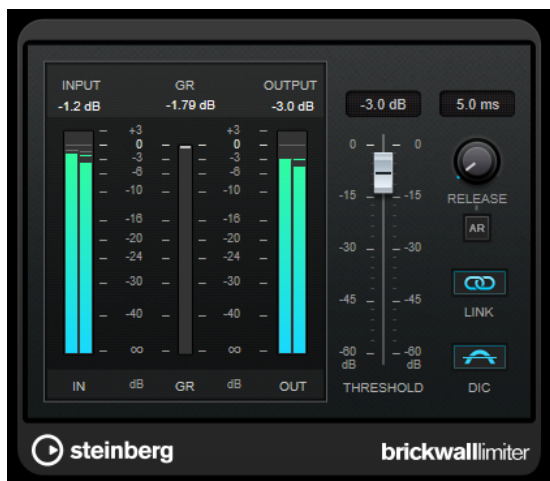 INPUT GR OUTPUT
-1.2 dB -1.79 dB -3.0 dB
-3.0 dB 5.0 ms
+3 +3
0 0
-3 -3
-6 -6
-10 -10
-16 -16
-20 -20
-24 -24
-30 -30
-40 -40
∞ ∞
IN dB GR dB OUT
0 0
-15 -15
-30 -30
-45 -45
-60 -60
dB dB
THRESHOLD
RELEASE
AR
LINK
DIC
steinberg
brickwalllimiter